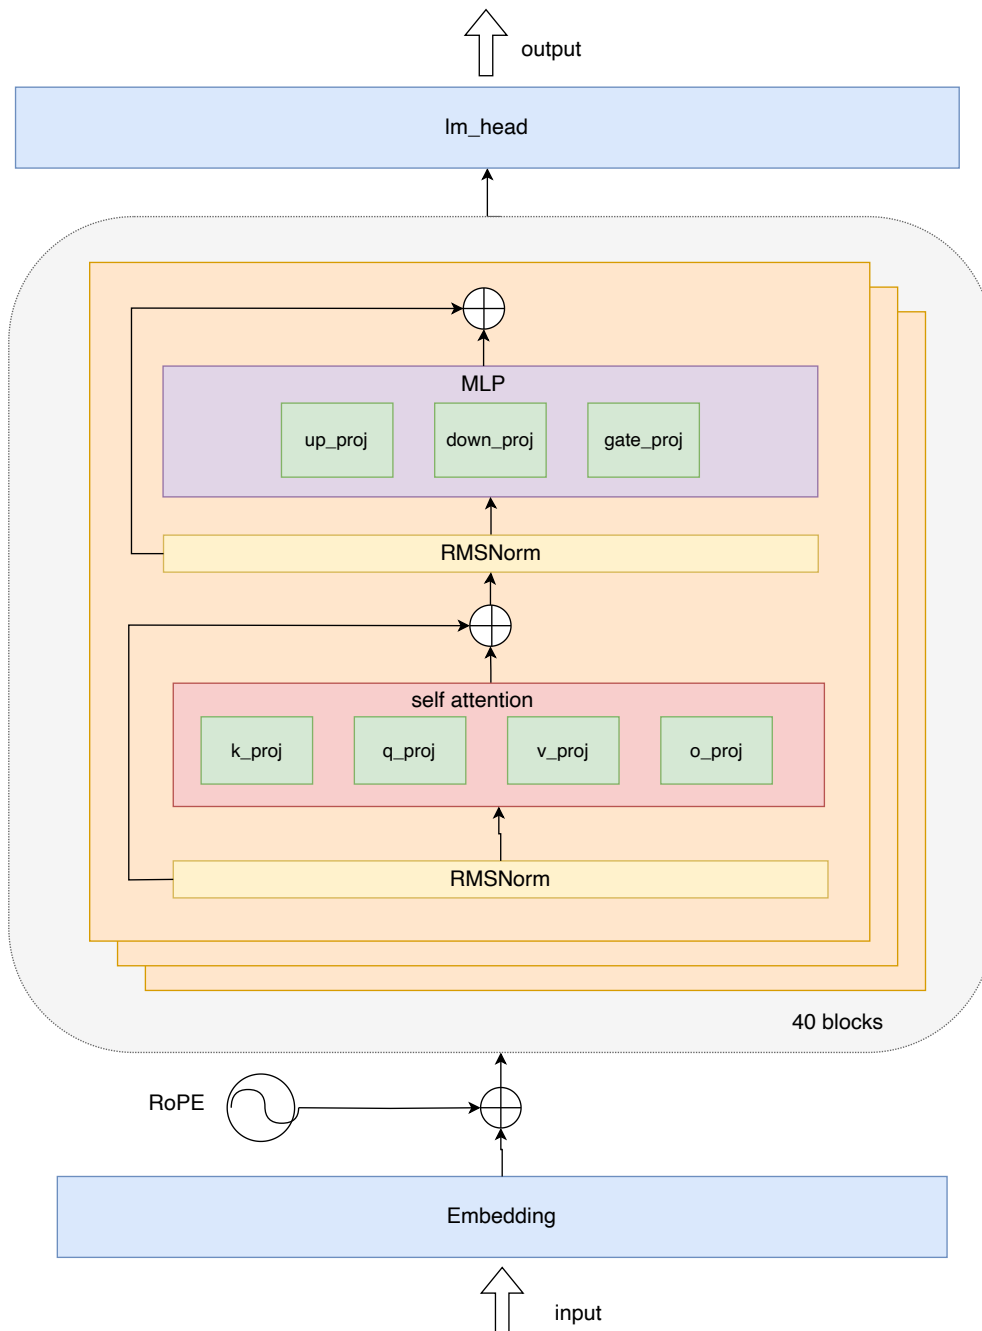 output
lm_head
MLP
up_proj
down_proj
gate_proj
RMSNorm
self attention
k_proj
q_proj
v_proj
o_proj
RMSNorm
40 blocks
RoPE
Embedding
input